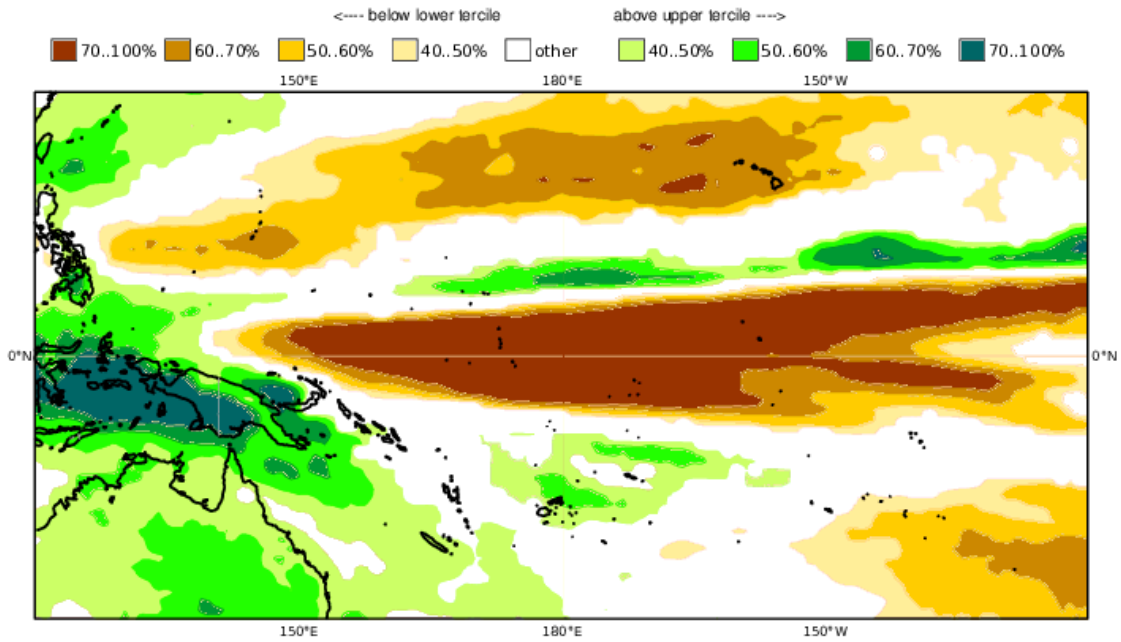 <---- below lower tercile above upper tercile ---->
70..100% 60..70% 50..60% 40..50% other 40..50% 50..60% 60..70% 70..100%
150°E 180°E 150°W
0°N 0°N
150°E 180°E 150°W